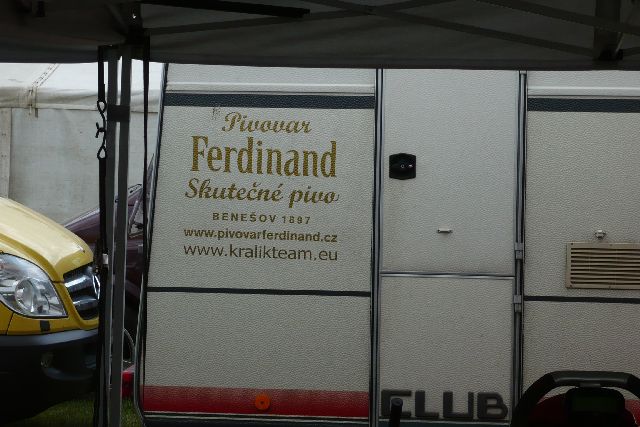 Pivovar
Ferdinand
Skutečné pivo
BENEŠOV 1897
www.pivovarferdinand.cz
www.kralikteam.eu
CLUB